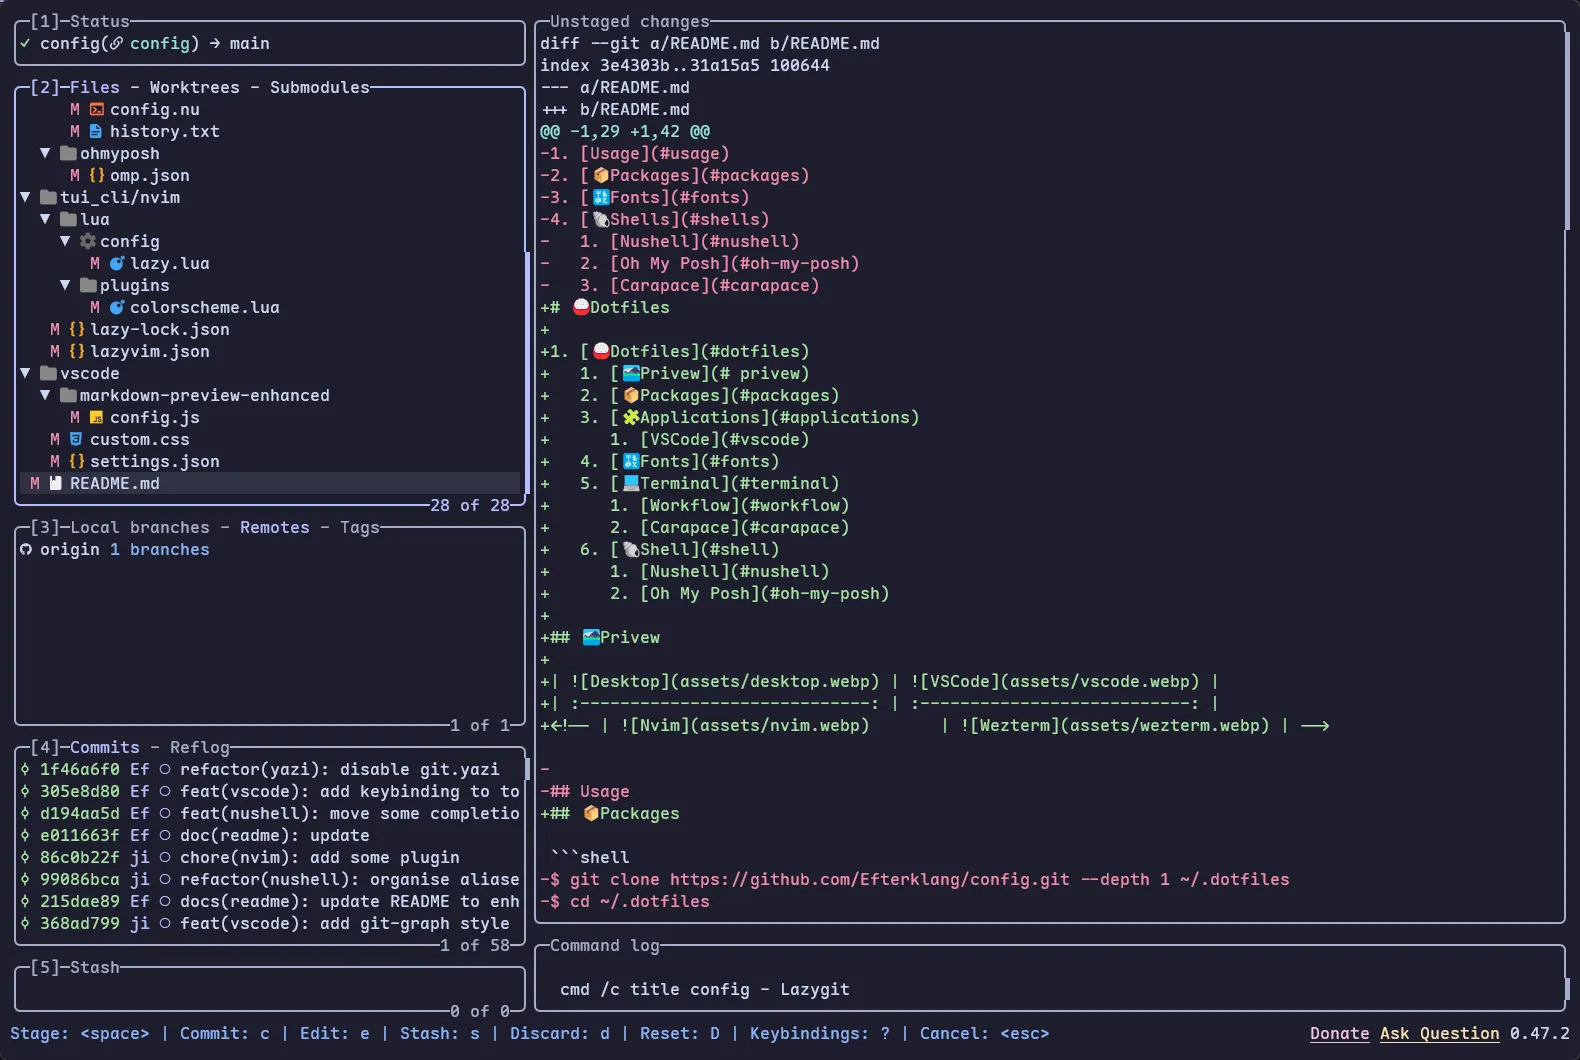 [1]-Status
✓ config(🔗 config) → main
[2]-Files - Worktrees - Submodules
M config.nu
M history.txt
▼ ohmyposh
M {} omp.json
▼ tui_cli/nvim
▼ lua
▼ config
M lazy.lua
▼ plugins
M colorscheme.lua
M {} lazy-lock.json
M {} lazyvim.json
▼ vscode
▼ markdown-preview-enhanced
M JS config.js
M custom.css
M {} settings.json
M README.md
28 of 28
[3]-Local branches - Remotes - Tags
origin 1 branches
1 of 1
[4]-Commits - Reflog
1f46a6f0 Ef ○ refactor(yazi): disable git.yazi
305e8d80 Ef ○ feat(vscode): add keybinding to to
d194aa5d Ef ○ feat(nushell): move some completio
e011663f Ef ○ doc(readme): update
86c0b22f ji ○ chore(nvim): add some plugin
99086bca ji ○ refactor(nushell): organise aliase
215dae89 Ef ○ docs(readme): update README to enh
368ad799 ji ○ feat(vscode): add git-graph style
1 of 58
[5]-Stash
0 of 0
Unstaged changes
diff --git a/README.md b/README.md
index 3e4303b..31a15a5 100644
--- a/README.md
+++ b/README.md
@@ -1,29 +1,42 @@
-1. [Usage](#usage)
-2. [📦Packages](#packages)
-3. [🔣Fonts](#fonts)
-4. [🐚Shells](#shells)
-   1. [Nushell](#nushell)
-   2. [Oh My Posh](#oh-my-posh)
-   3. [Carapace](#carapace)
+# 🍚Dotfiles
+
+1. [🍚Dotfiles](#dotfiles)
+   1. [🌊Privew](# privew)
+   2. [📦Packages](#packages)
+   3. [🧩Applications](#applications)
+      1. [VSCode](#vscode)
+   4. [🔣Fonts](#fonts)
+   5. [💻Terminal](#terminal)
+      1. [Workflow](#workflow)
+      2. [Carapace](#carapace)
+   6. [🐚Shell](#shell)
+      1. [Nushell](#nushell)
+      2. [Oh My Posh](#oh-my-posh)
+
+## 🌊Privew
+
+| ![Desktop](assets/desktop.webp) | ![VSCode](assets/vscode.webp) |
+| :-----------------------------: | :---------------------------: |
+<!-- | ![Nvim](assets/nvim.webp)       | ![Wezterm](assets/wezterm.webp) | -->
-
-## Usage
+## 📦Packages
```shell
-$ git clone https://github.com/Efterklang/config.git --depth 1 ~/.dotfiles
-$ cd ~/.dotfiles
Command log
cmd /c title config - Lazygit
Stage: <space> | Commit: c | Edit: e | Stash: s | Discard: d | Reset: D | Keybindings: ? | Cancel: <esc>
Donate Ask Question 0.47.2